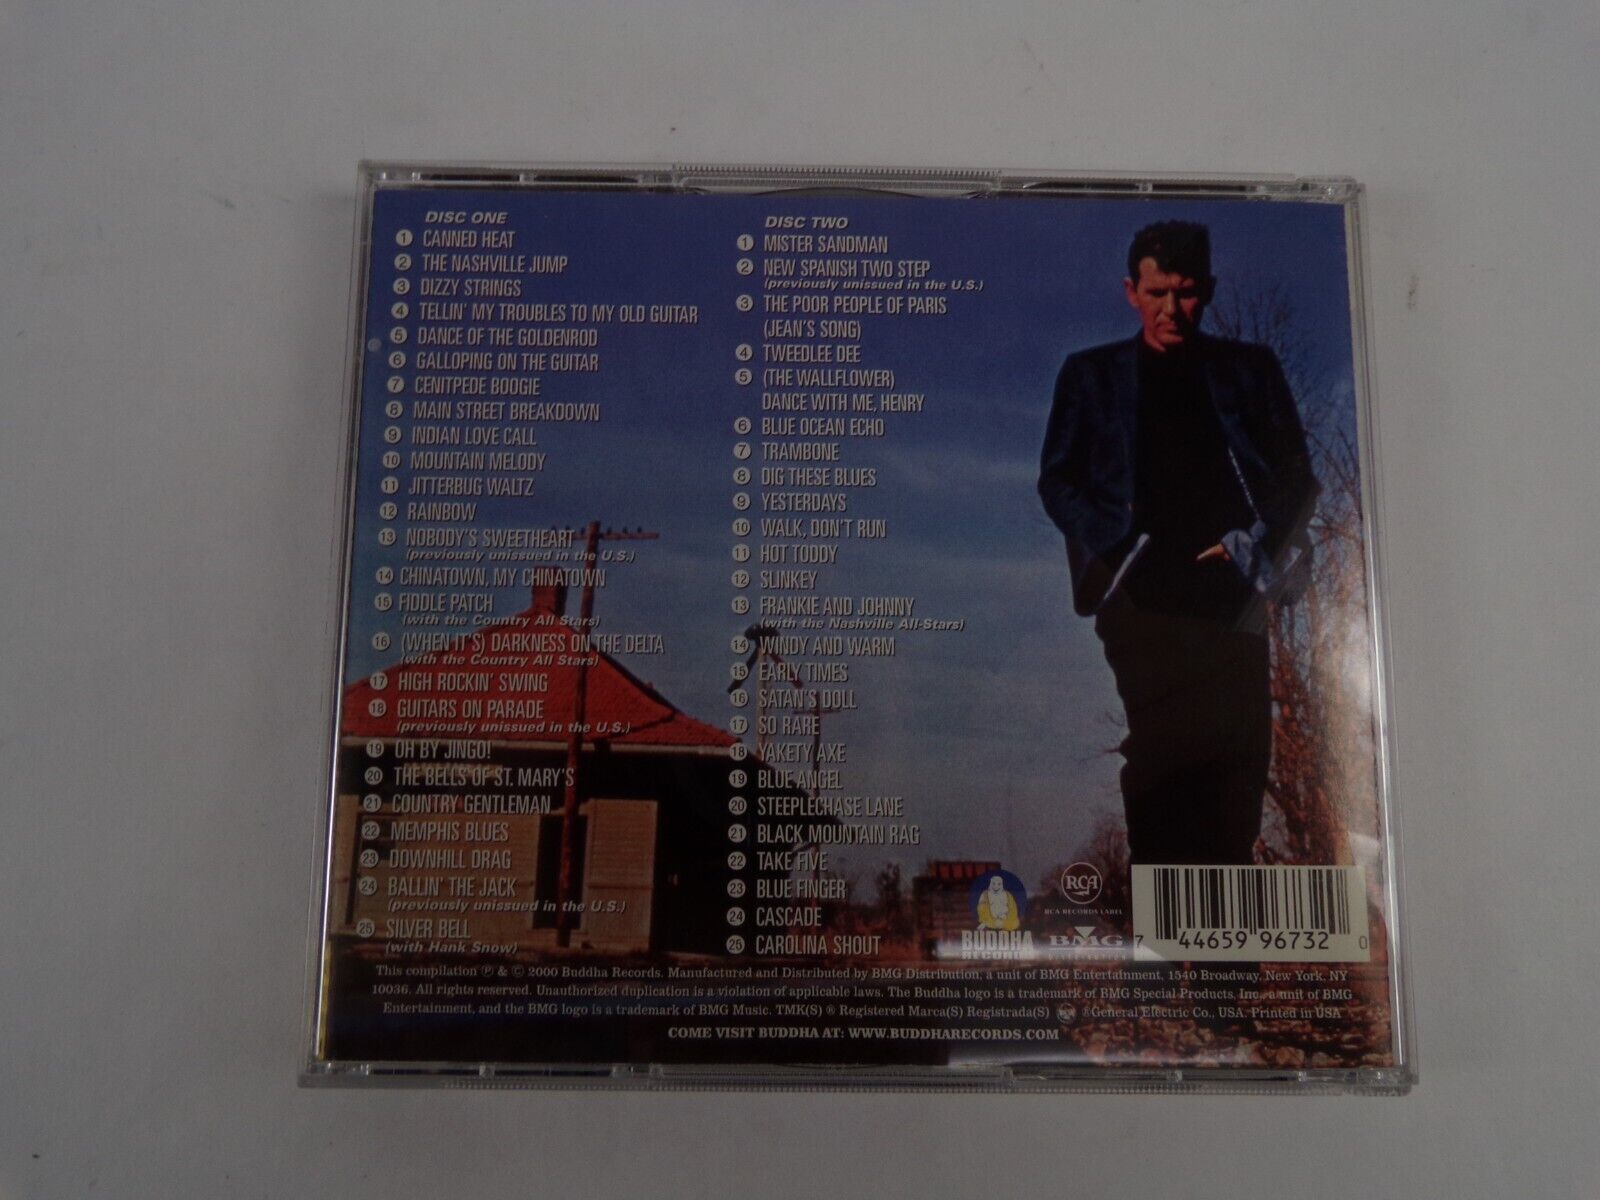 DISC ONE
1 CANNED HEAT
2 THE NASHVILLE JUMP
3 DIZZY STRINGS
4 TELLIN' MY TROUBLES TO MY OLD GUITAR
5 DANCE OF THE GOLDENROD
6 GALLOPING ON THE GUITAR
7 CENITPEDE BOOGIE
8 MAIN STREET BREAKDOWN
9 INDIAN LOVE CALL
10 MOUNTAIN MELODY
11 JITTERBUG WALTZ
12 RAINBOW
13 NOBODY'S SWEETHEART
(previously unissued in the U.S.)
14 CHINATOWN, MY CHINATOWN
15 FIDDLE PATCH
(with the Country All Stars)
16 (WHEN IT'S) DARKNESS ON THE DELTA
(with the Country All Stars)
17 HIGH ROCKIN' SWING
18 GUITARS ON PARADE
(previously unissued in the U.S.)
19 OH BY JINGO!
20 THE BELLS OF ST. MARY'S
21 COUNTRY GENTLEMAN
22 MEMPHIS BLUES
23 DOWNHILL DRAG
24 BALLIN' THE JACK
(previously unissued in the U.S.)
25 SILVER BELL
(with Hank Snow)
DISC TWO
1 MISTER SANDMAN
2 NEW SPANISH TWO STEP
(previously unissued in the U.S.)
3 THE POOR PEOPLE OF PARIS
(JEAN'S SONG)
4 TWEEDLEE DEE
5 (THE WALLFLOWER)
DANCE WITH ME, HENRY
6 BLUE OCEAN ECHO
7 TRAMBONE
8 DIG THESE BLUES
9 YESTERDAYS
10 WALK, DON'T RUN
11 HOT TODDY
12 SLINKEY
13 FRANKIE AND JOHNNY
(with the Nashville All-Stars)
14 WINDY AND WARM
15 EARLY TIMES
16 SATAN'S DOLL
17 SO RARE
18 YAKETY AXE
19 BLUE ANGEL
20 STEEPLECHASE LANE
21 BLACK MOUNTAIN RAG
22 TAKE FIVE
23 BLUE FINGER
24 CASCADE
25 CAROLINA SHOUT
BUDDHA
RECORDS
RCA
RCA RECORDS LABEL
BMG
DISTRIBUTION
7 44659 96732 0
This compilation ℗ & © 2000 Buddha Records. Manufactured and Distributed by BMG Distribution, a unit of BMG Entertainment, 1540 Broadway, New York, NY
10036. All rights reserved. Unauthorized duplication is a violation of applicable laws. The Buddha logo is a trademark of BMG Special Products, Inc., a unit of BMG
Entertainment, and the BMG logo is a trademark of BMG Music. TMK(S) ® Registered Marca(S) Registrada(S) RCA ®General Electric Co., USA. Printed in USA
COME VISIT BUDDHA AT: WWW.BUDDHARECORDS.COM